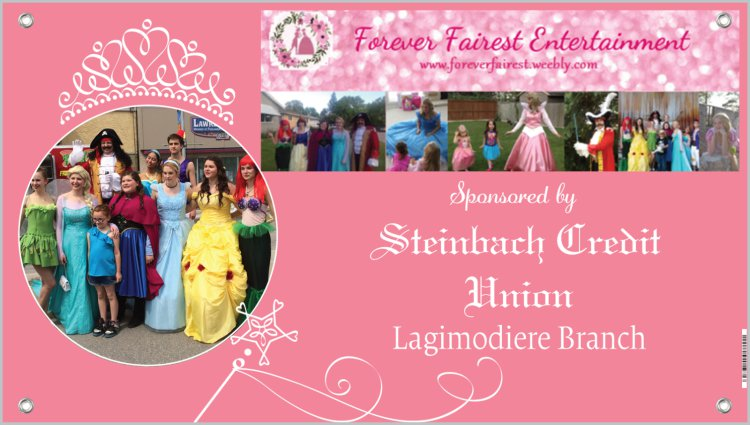 Forever Fairest Entertainment
www.foreverfairest.weebly.com
Sponsored by
Steinbach Credit
Union
Lagimodiere Branch